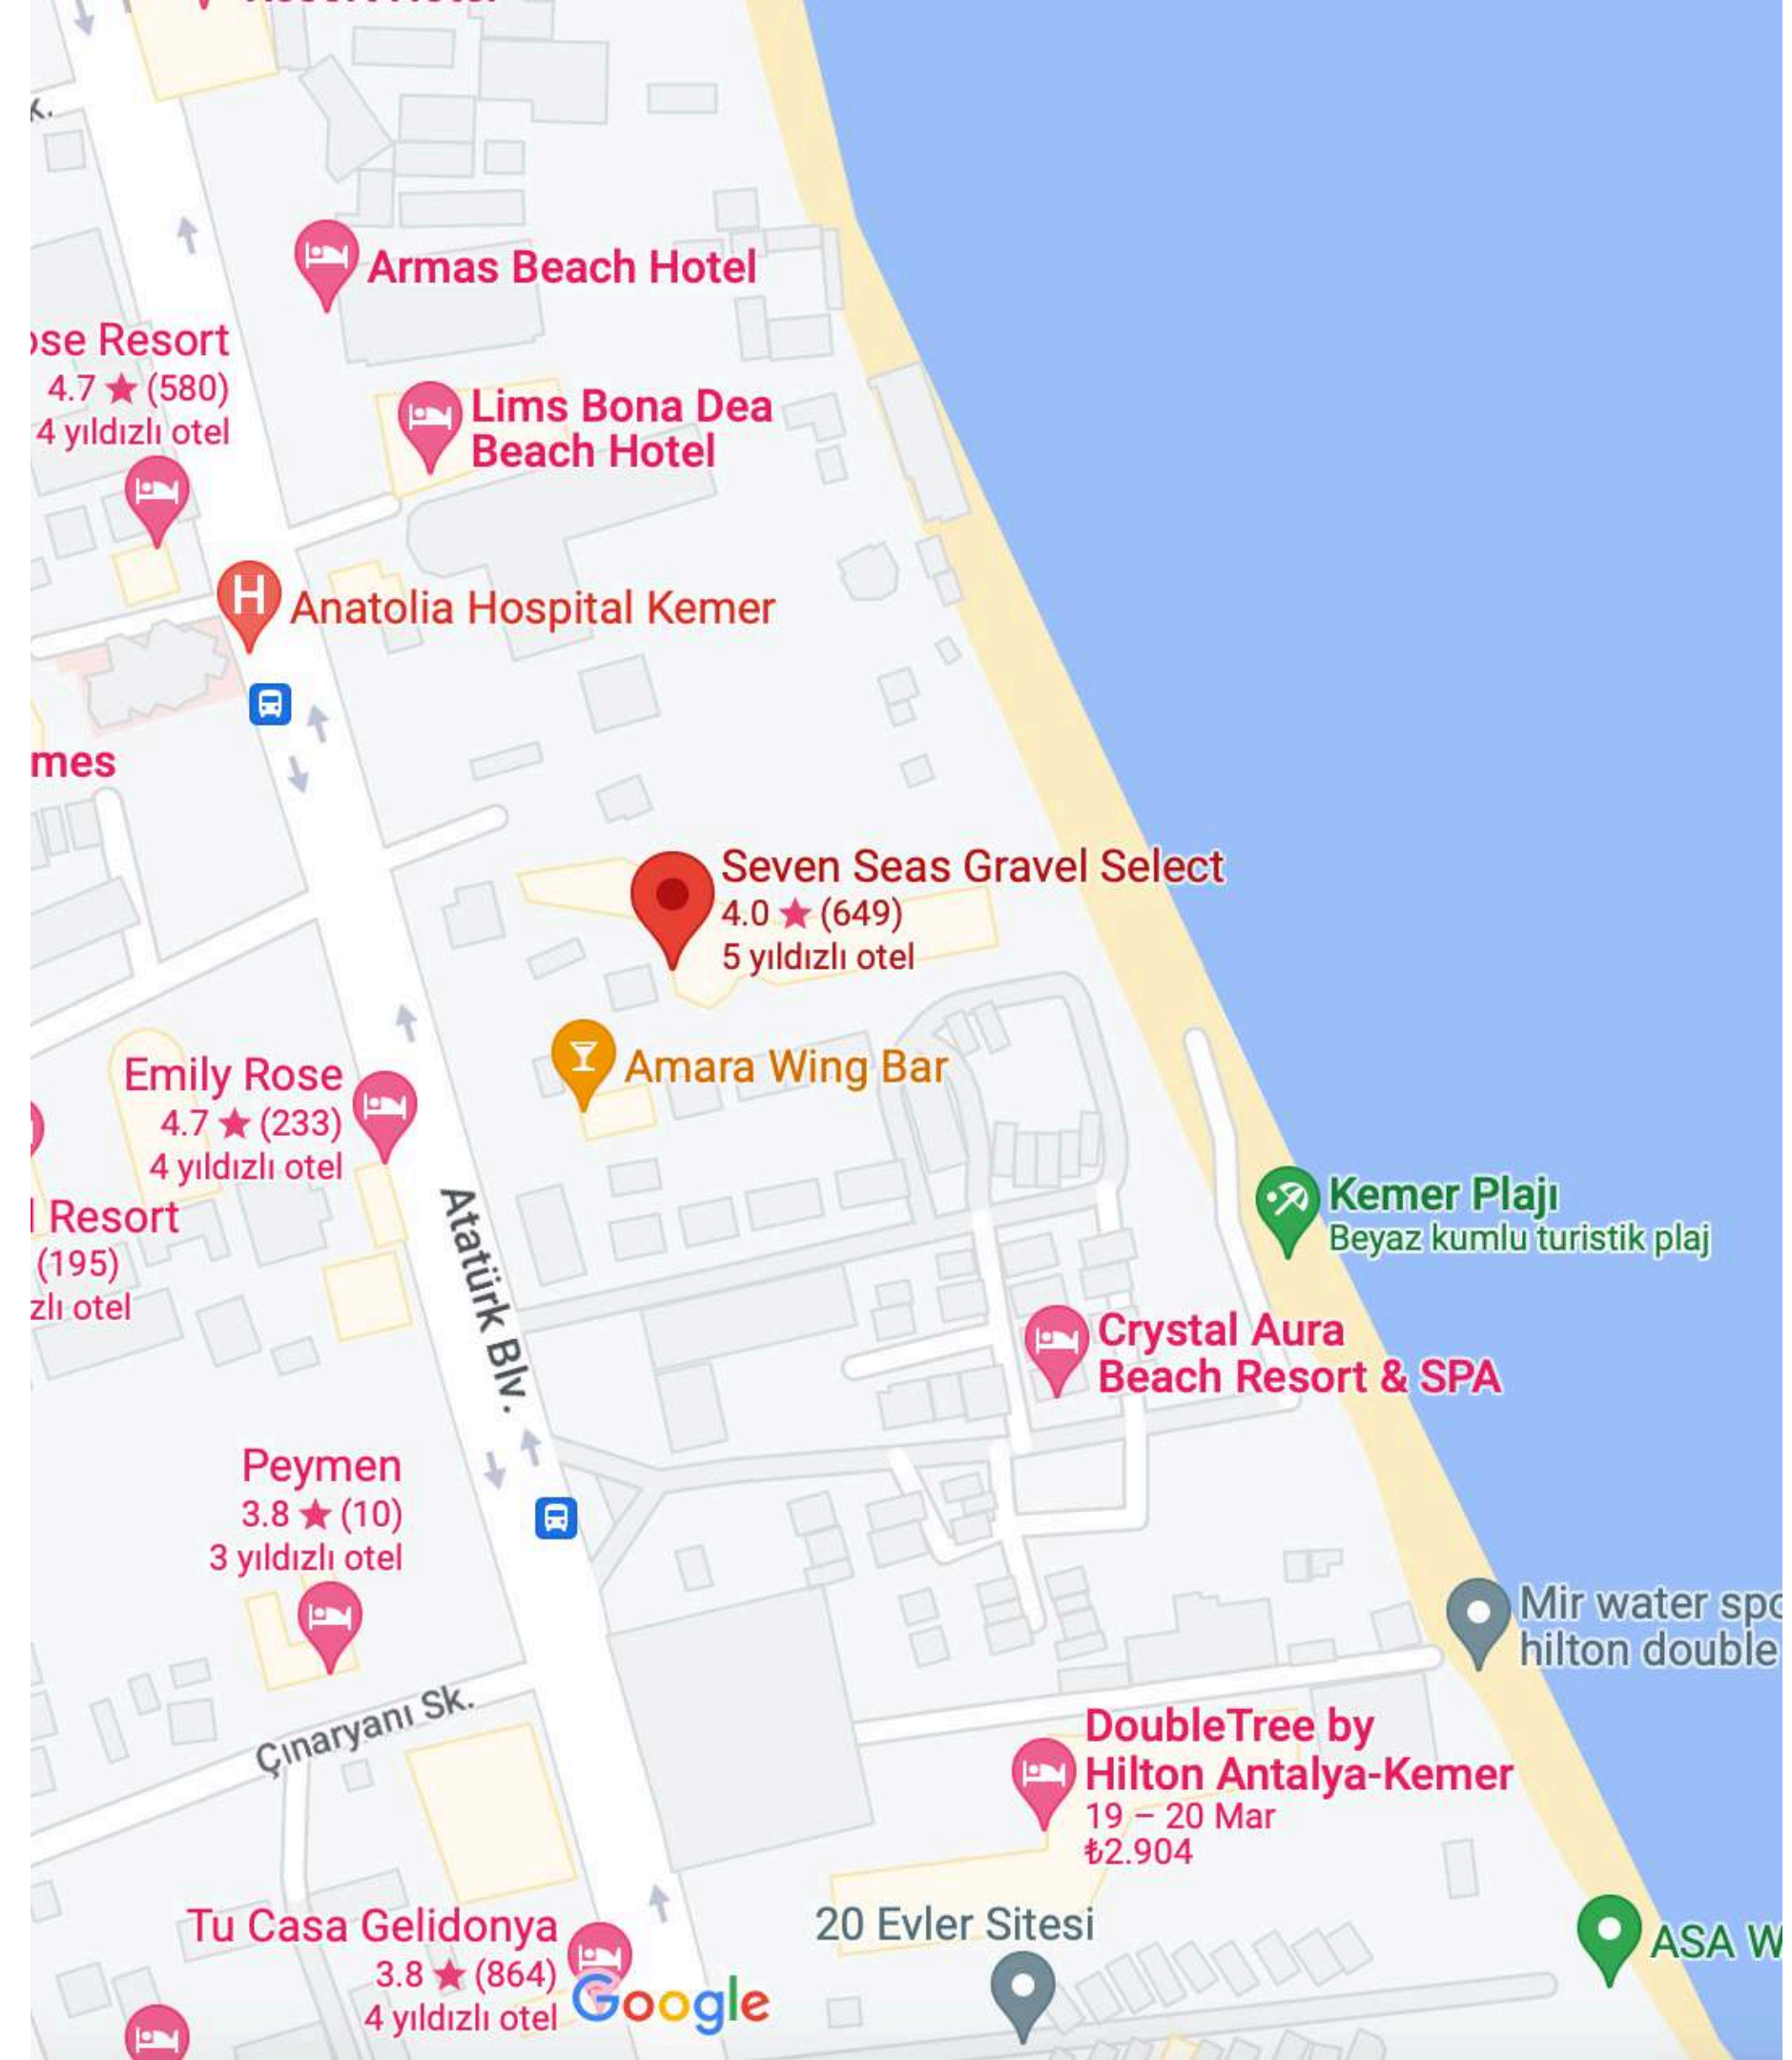 Armas Beach Hotel
Resort
4.7 ★ (580)
4 yıldızlı otel
Lims Bona Dea
Beach Hotel
Anatolia Hospital Kemer
Seven Seas Gravel Select
4.0 ★ (649)
5 yıldızlı otel
Amara Wing Bar
Emily Rose
4.7 ★ (233)
4 yıldızlı otel
Kemer Plajı
Beyaz kumlu turistik plaj
Resort
(195)
otel
Atatürk Blv.
Crystal Aura
Beach Resort & SPA
Peymen
3.8 ★ (10)
3 yıldızlı otel
Mir water
hilton double
Çınaryanı Sk.
DoubleTree by
Hilton Antalya-Kemer
19 – 20 Mar
₺2.904
Tu Casa Gelidonya
3.8 ★ (864)
4 yıldızlı otel
20 Evler Sitesi
ASA
Google